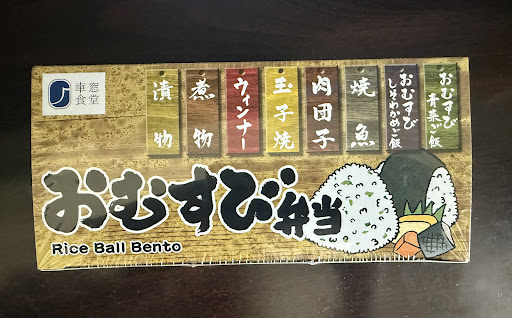 車窓
食堂
おむすび
青菜ご飯
おむすび
しそわかめご飯
焼魚
肉団子
玉子焼
ウィンナー
煮物
漬物
おむすび弁当
Rice Ball Bento